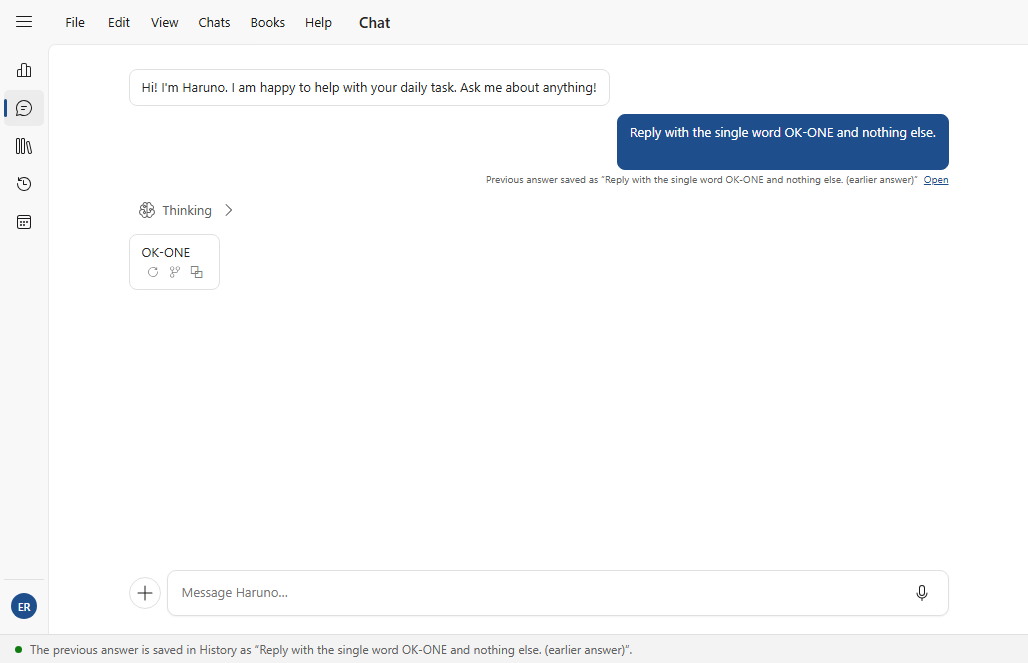 File Edit View Chats Books Help Chat
Hi! I'm Haruno. I am happy to help with your daily task. Ask me about anything!
Reply with the single word OK-ONE and nothing else.
Previous answer saved as “Reply with the single word OK-ONE and nothing else. (earlier answer)” Open
Thinking
OK-ONE
Message Haruno...
ER
The previous answer is saved in History as “Reply with the single word OK-ONE and nothing else. (earlier answer)”.